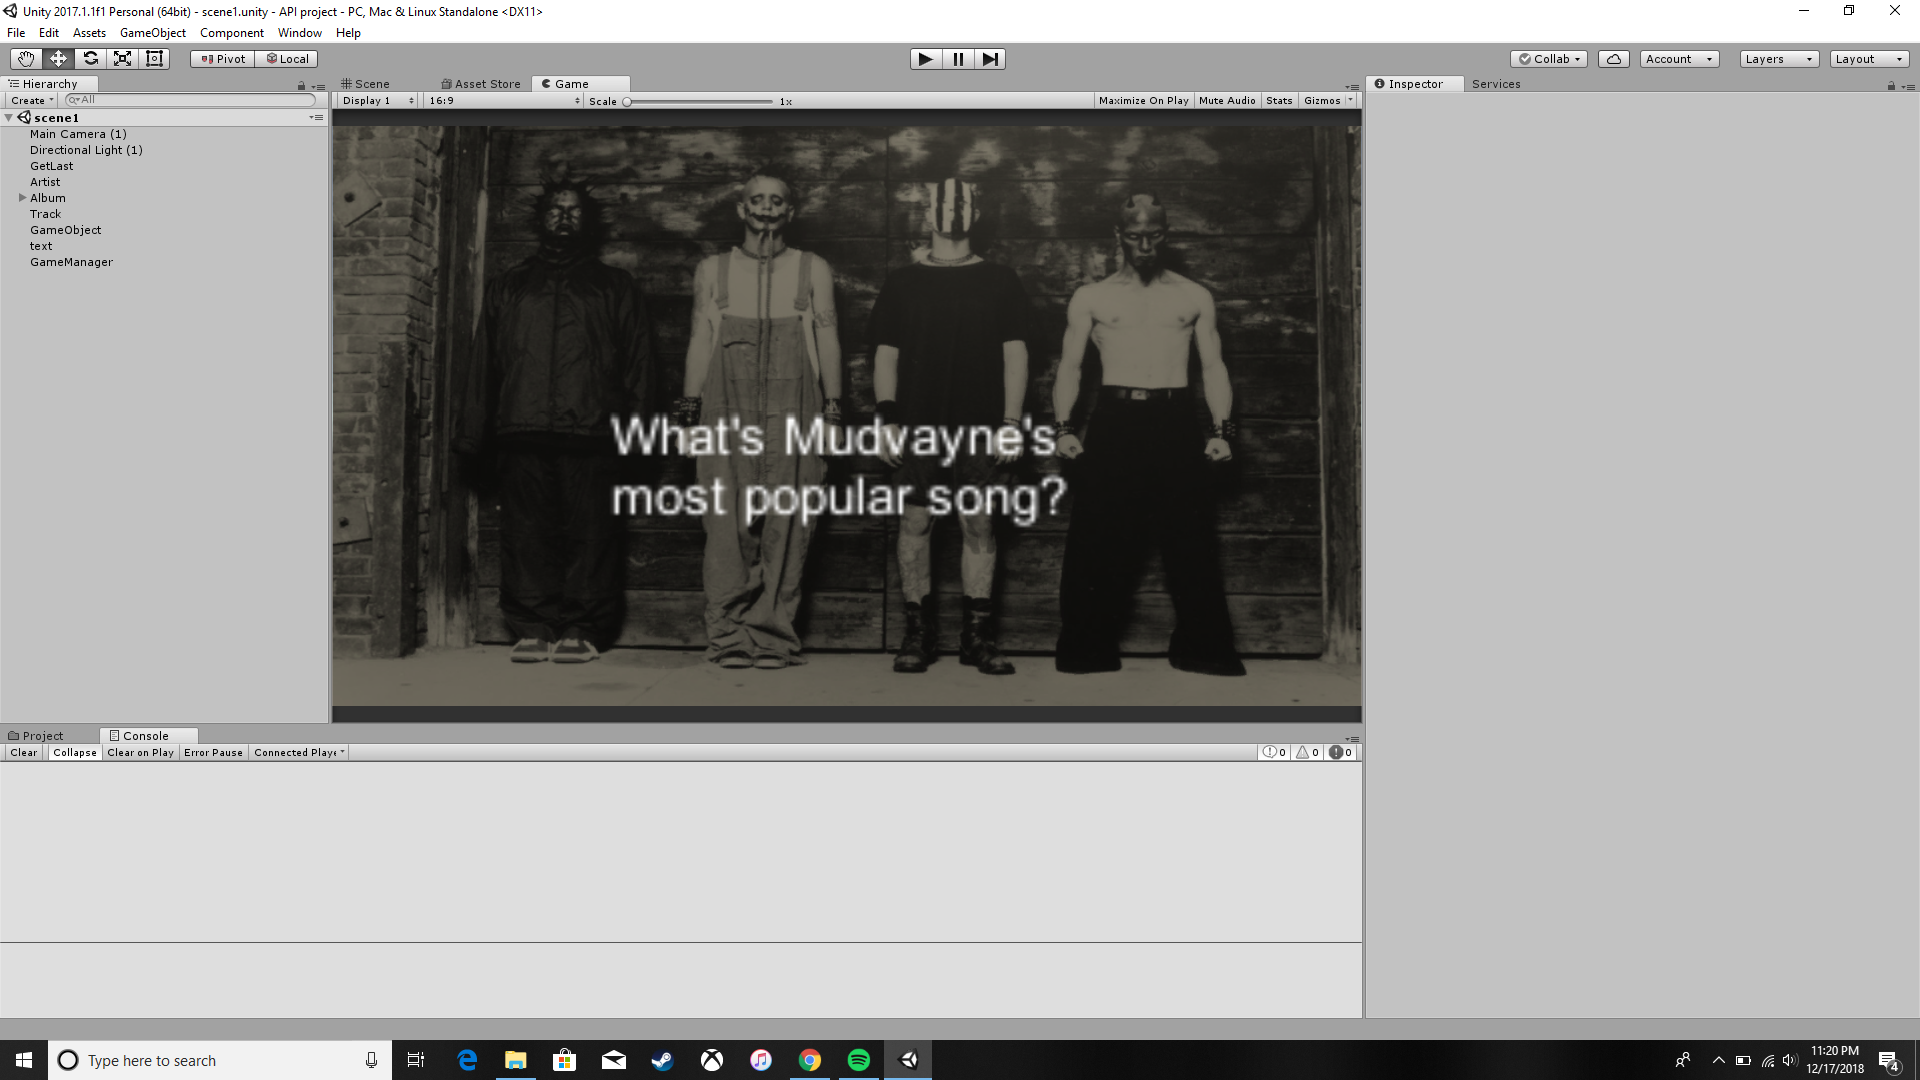 Unity 2017.1.1f1 Personal (64bit) - scene1.unity - API project - PC, Mac & Linux Standalone <DX11>
File Edit Assets GameObject Component Window Help
Pivot Local Collab Account Layers Layout
Hierarchy Scene Asset Store Game Inspector Services
Create All Display 1 16:9 Scale 1x Maximize On Play Mute Audio Stats Gizmos
scene1
Main Camera (1)
Directional Light (1)
GetLast
Artist
Album
Track
GameObject
text
GameManager
What's Mudvayne's
most popular song?
Project Console
Clear Collapse Clear on Play Error Pause Connected Playe 0 0 0
Type here to search
11:20 PM
12/17/2018
4